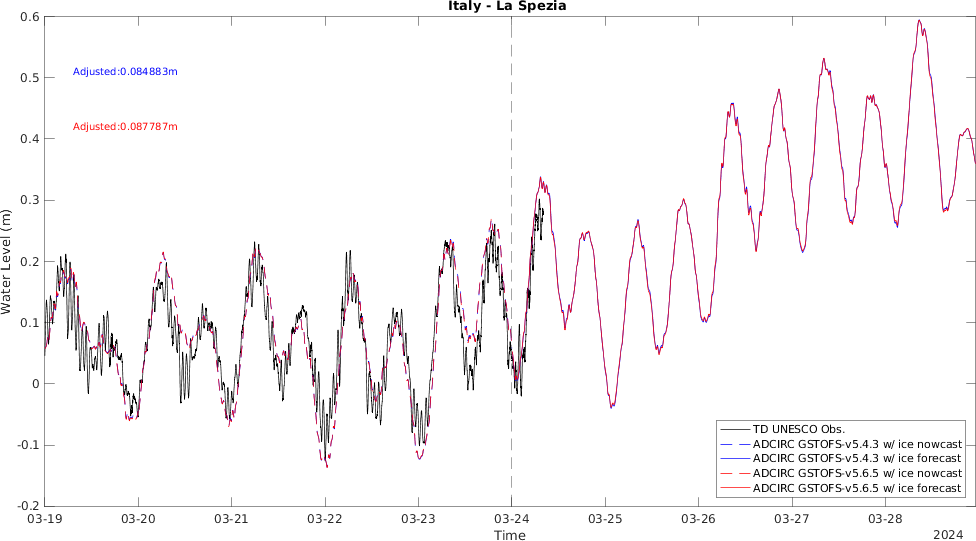 Italy - La Spezia
0.6
0.5
0.4
0.3
0.2
0.1
0
-0.1
-0.2
Water Level (m)
Adjusted:0.084883m
Adjusted:0.087787m
TD UNESCO Obs.
ADCIRC GSTOFS-v5.4.3 w/ ice nowcast
ADCIRC GSTOFS-v5.4.3 w/ ice forecast
ADCIRC GSTOFS-v5.6.5 w/ ice nowcast
ADCIRC GSTOFS-v5.6.5 w/ ice forecast
03-19 03-20 03-21 03-22 03-23 03-24 03-25 03-26 03-27 03-28
Time
2024